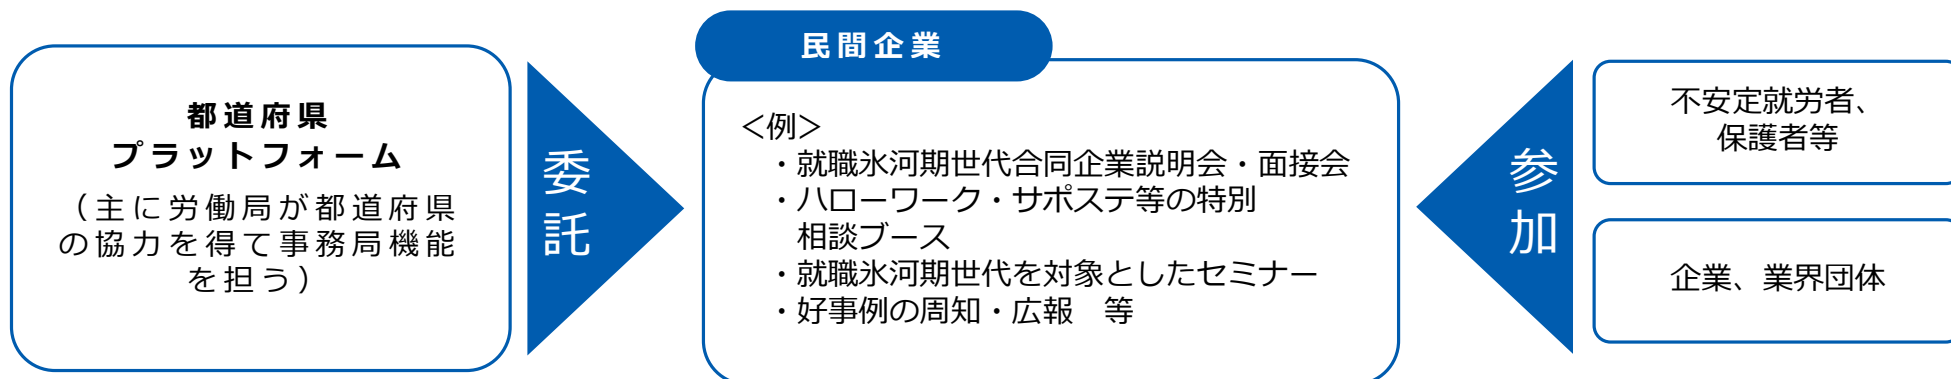 都道府県
プラットフォーム
（主に労働局が都道府県
の協力を得て事務局機能
を担う）
委託
民間企業
＜例＞
・就職氷河期世代合同企業説明会・面接会
・ハローワーク・サポステ等の特別
相談ブース
・就職氷河期世代を対象としたセミナー
・好事例の周知・広報　等
参加
不安定就労者、
保護者等
企業、業界団体